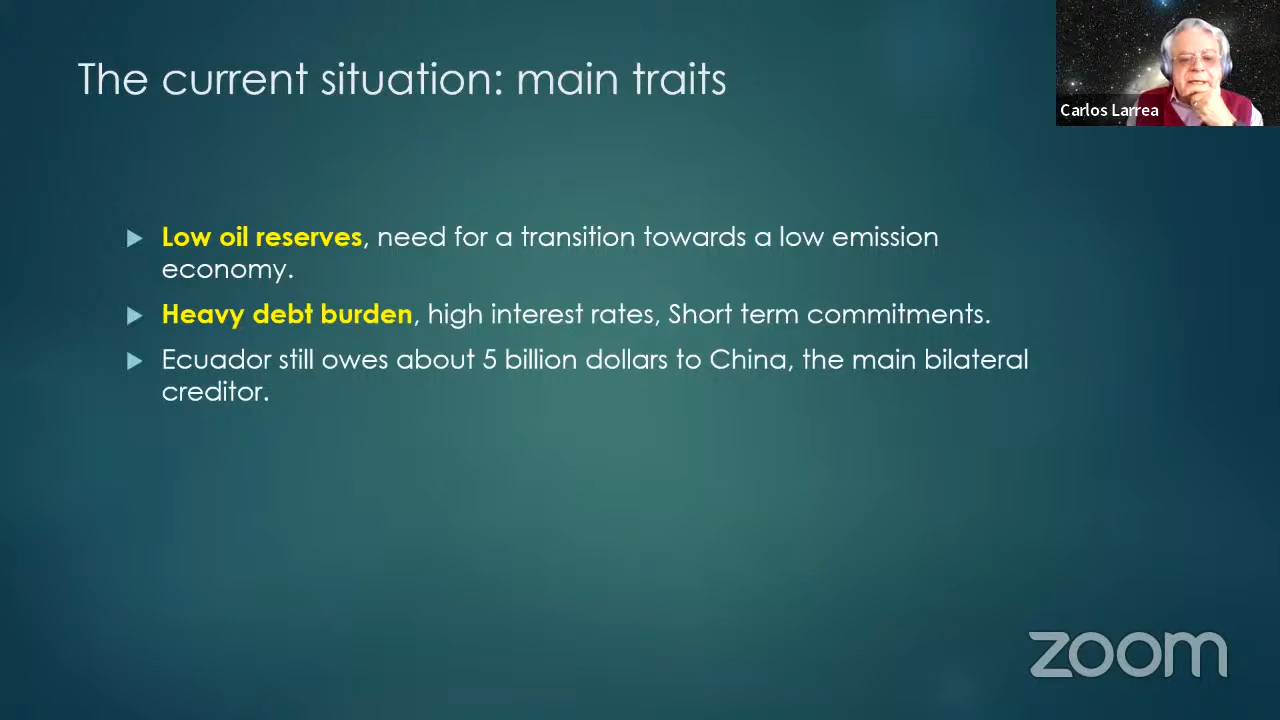 The current situation: main traits
Carlos Larrea
Low oil reserves, need for a transition towards a low emission
economy.
Heavy debt burden, high interest rates, Short term commitments.
Ecuador still owes about 5 billion dollars to China, the main bilateral
creditor.
zoom